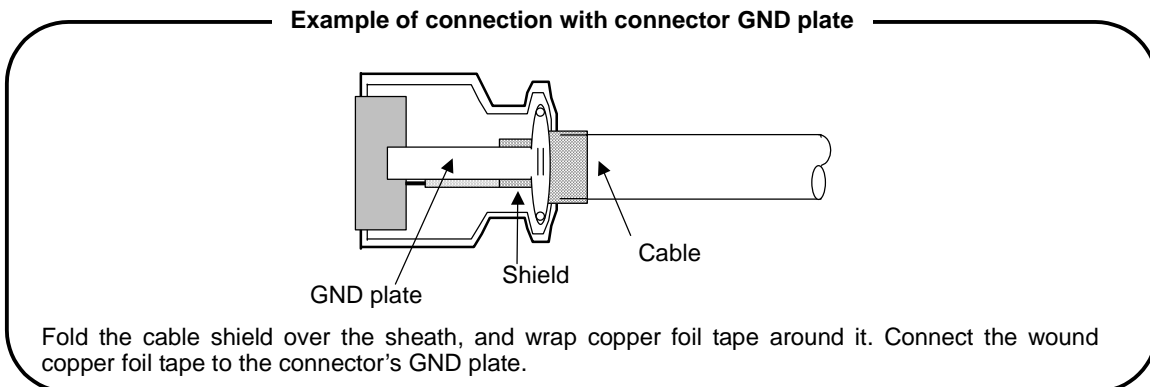 Example of connection with connector GND plate
Cable
Shield
GND plate
Fold the cable shield over the sheath, and wrap copper foil tape around it. Connect the wound
copper foil tape to the connector's GND plate.